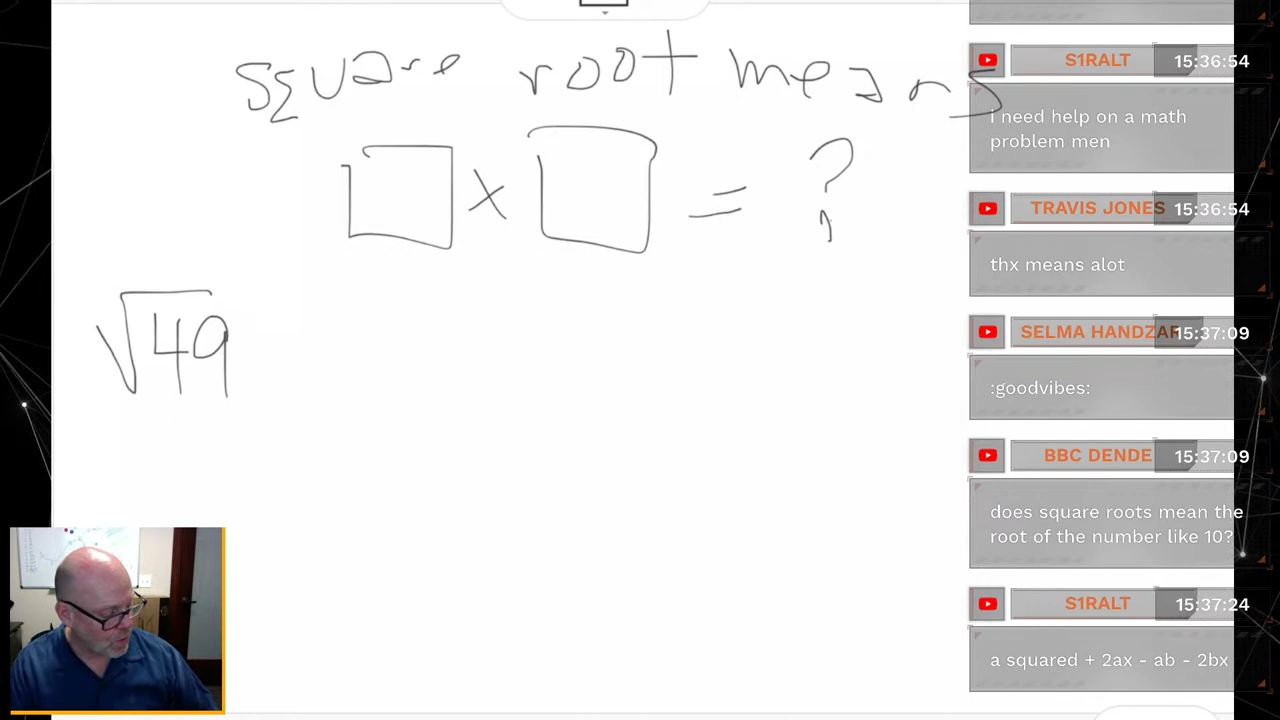 square root means
□ × □ = ?
√49
S1RALT 15:36:54
i need help on a math
problem men
TRAVIS JONES 15:36:54
thx means alot
SELMA HANDZAR 15:37:09
:goodvibes:
BBC DENDE 15:37:09
does square roots mean the
root of the number like 10?
S1RALT 15:37:24
a squared + 2ax - ab - 2bx